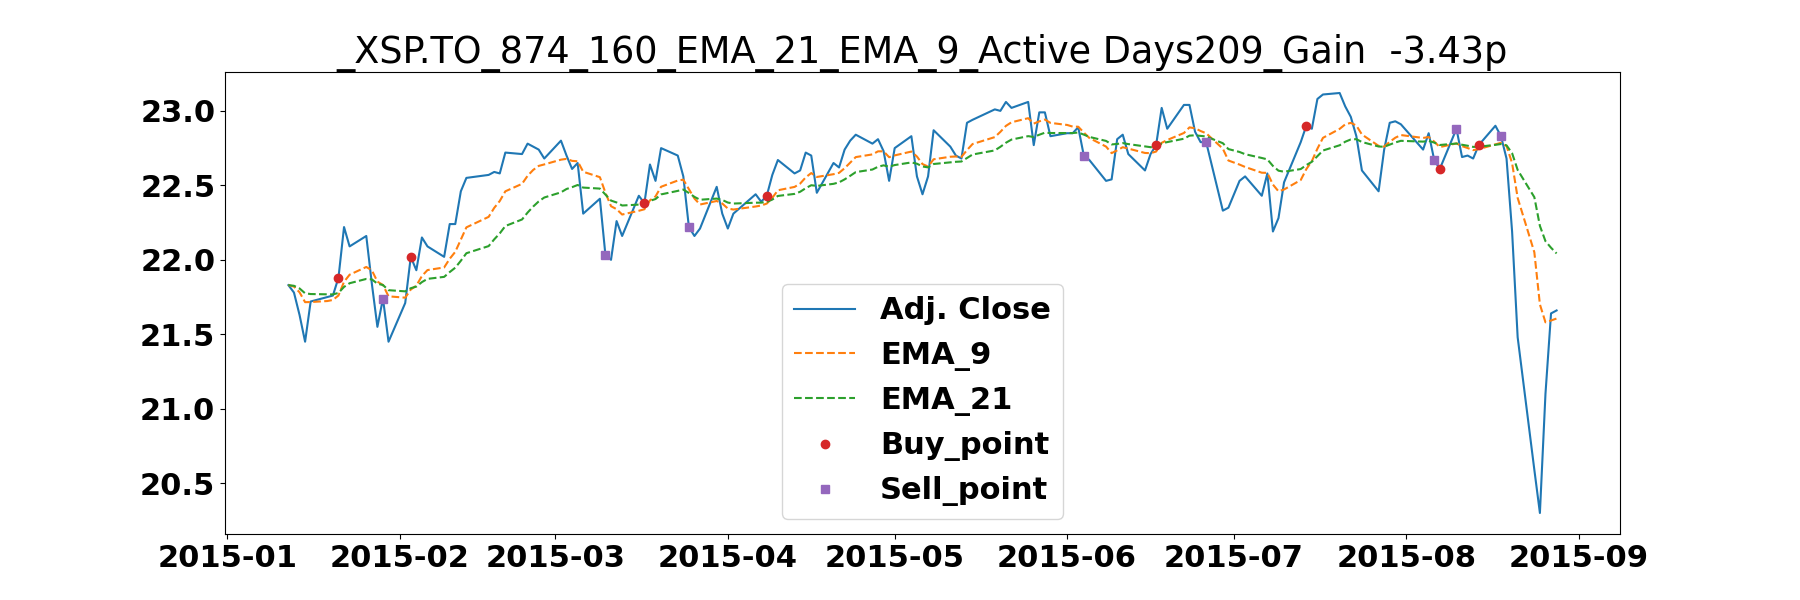 _XSP.TO_874_160_EMA_21_EMA_9_Active Days209_Gain  -3.43p
23.0
22.5
22.0
21.5
21.0
20.5
Adj. Close
EMA_9
EMA_21
Buy_point
Sell_point
2015-01 2015-02 2015-03 2015-04 2015-05 2015-06 2015-07 2015-08 2015-09